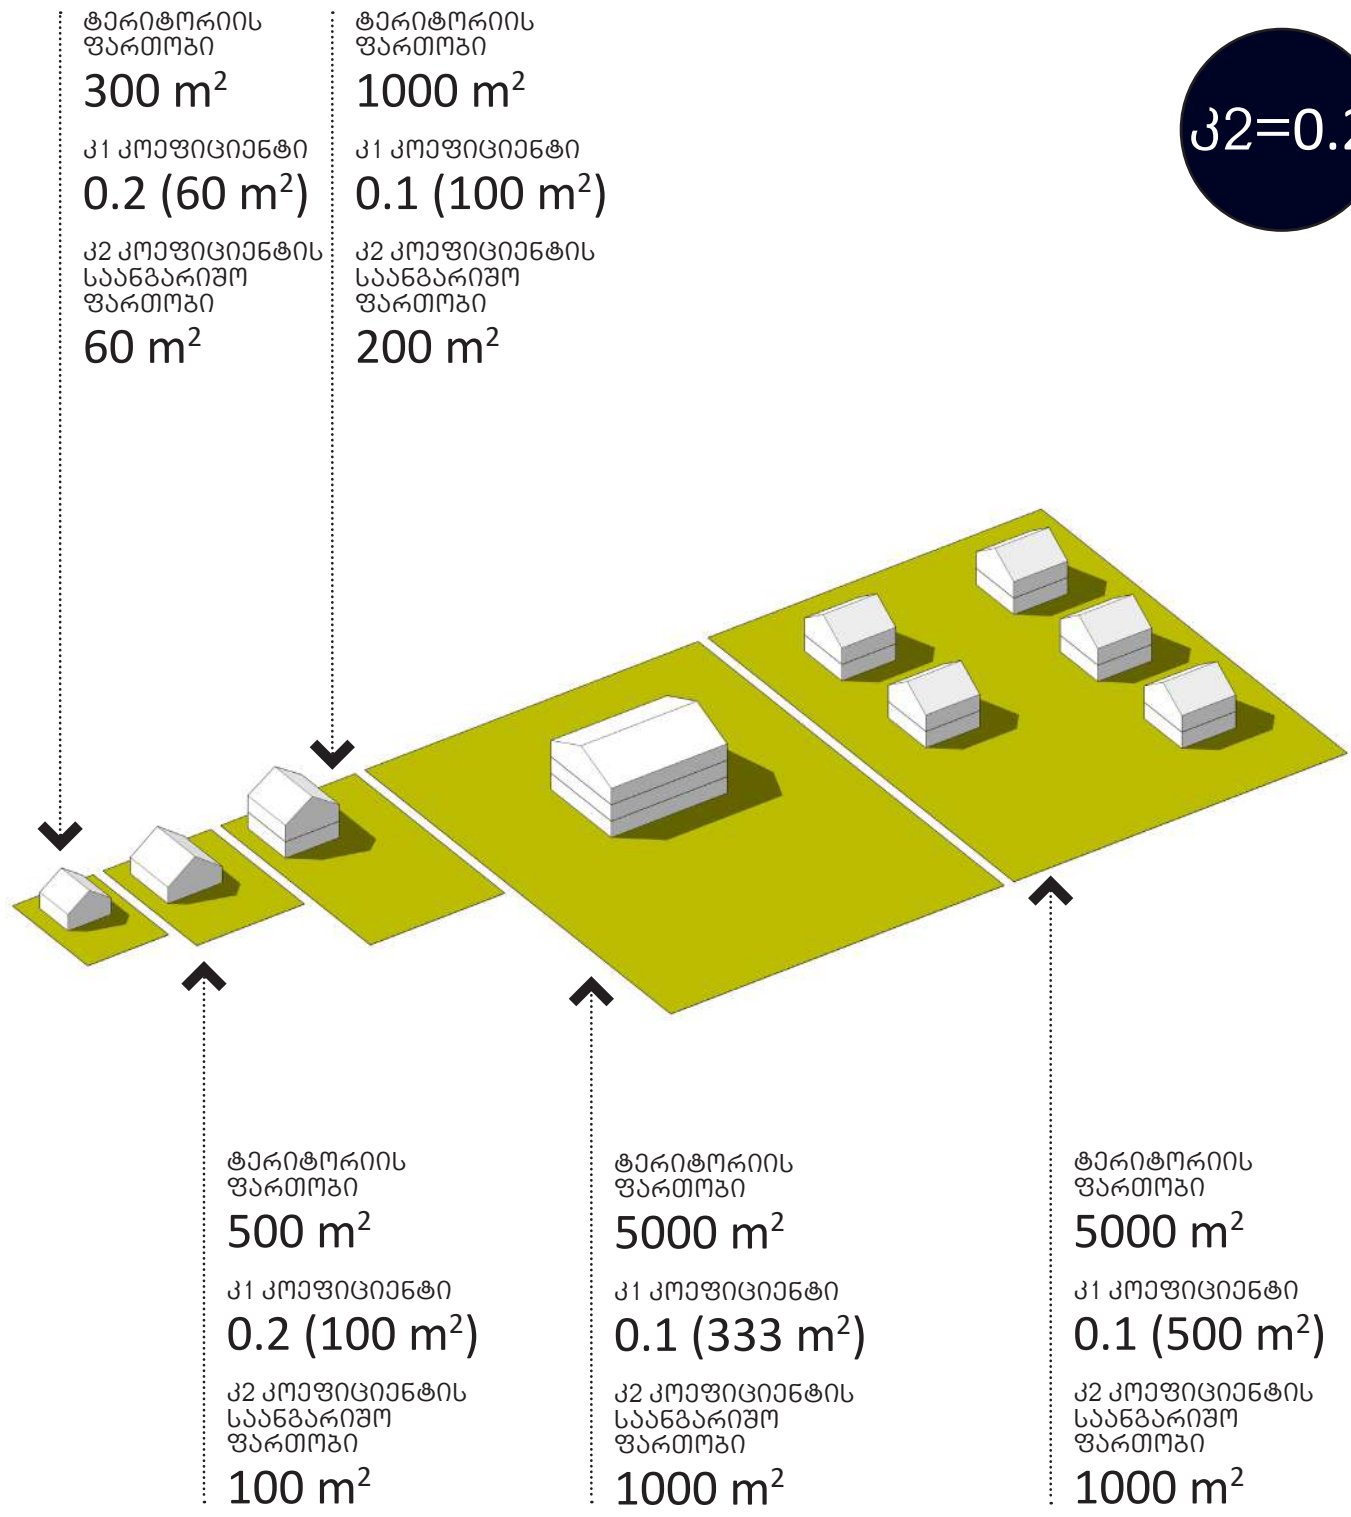 ტერიტორიის
ფართობი
300 m²
კ1 კოეფიციენტი
0.2 (60 m²)
კ2 კოეფიციენტის
საანგარიშო
ფართობი
60 m²
ტერიტორიის
ფართობი
1000 m²
კ1 კოეფიციენტი
0.1 (100 m²)
კ2 კოეფიციენტის
საანგარიშო
ფართობი
200 m²
კ2=0.2
ტერიტორიის
ფართობი
500 m²
კ1 კოეფიციენტი
0.2 (100 m²)
კ2 კოეფიციენტის
საანგარიშო
ფართობი
100 m²
ტერიტორიის
ფართობი
5000 m²
კ1 კოეფიციენტი
0.1 (333 m²)
კ2 კოეფიციენტის
საანგარიშო
ფართობი
1000 m²
ტერიტორიის
ფართობი
5000 m²
კ1 კოეფიციენტი
0.1 (500 m²)
კ2 კოეფიციენტის
საანგარიშო
ფართობი
1000 m²